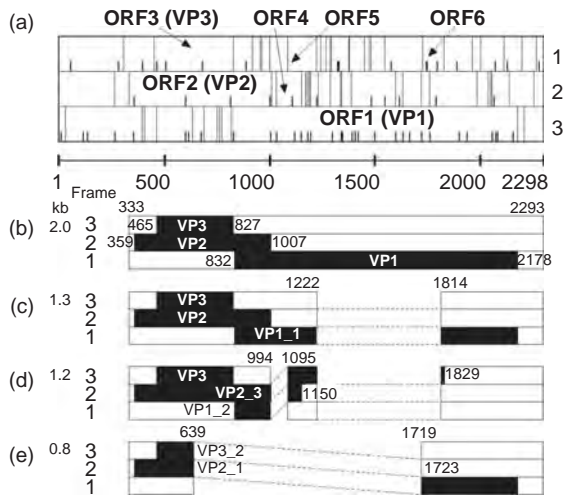 (a) ORF3 (VP3) ORF4 ORF5 ORF6
1
ORF2 (VP2) 2
ORF1 (VP1) 3
1 500 1000 1500 2000 2298
Frame
kb 333 2293
(b) 2.0 3 465 VP3 827
2 359 VP2 1007
1 832 VP1 2178
1222 1814
(c) 1.3 3 VP3
2 VP2
1 VP1_1
994 1095
(d) 1.2 3 VP3 1829
2 VP2_3 1150
1 VP1_2
639 1719
(e) 0.8 3 VP3_2
2 VP2_1 1723
1